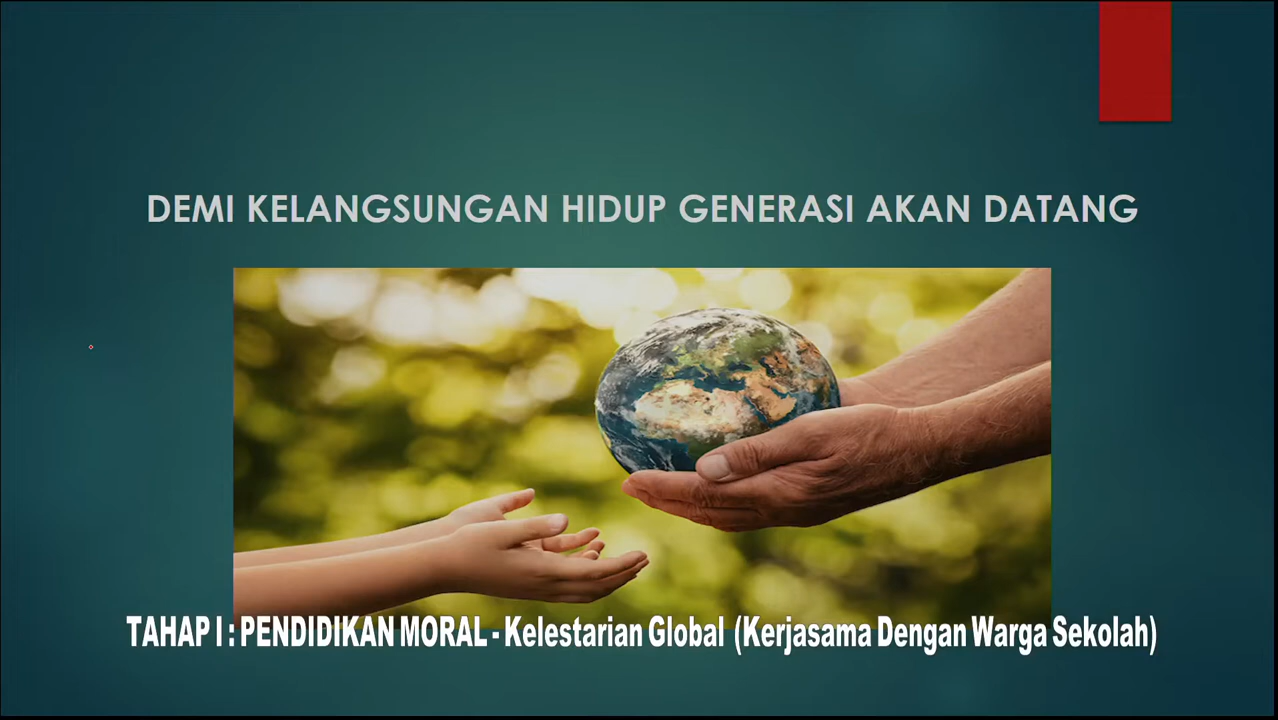 DEMI KELANGSUNGAN HIDUP GENERASI AKAN DATANG
TAHAP I : PENDIDIKAN MORAL - Kelestarian Global (Kerjasama Dengan Warga Sekolah)